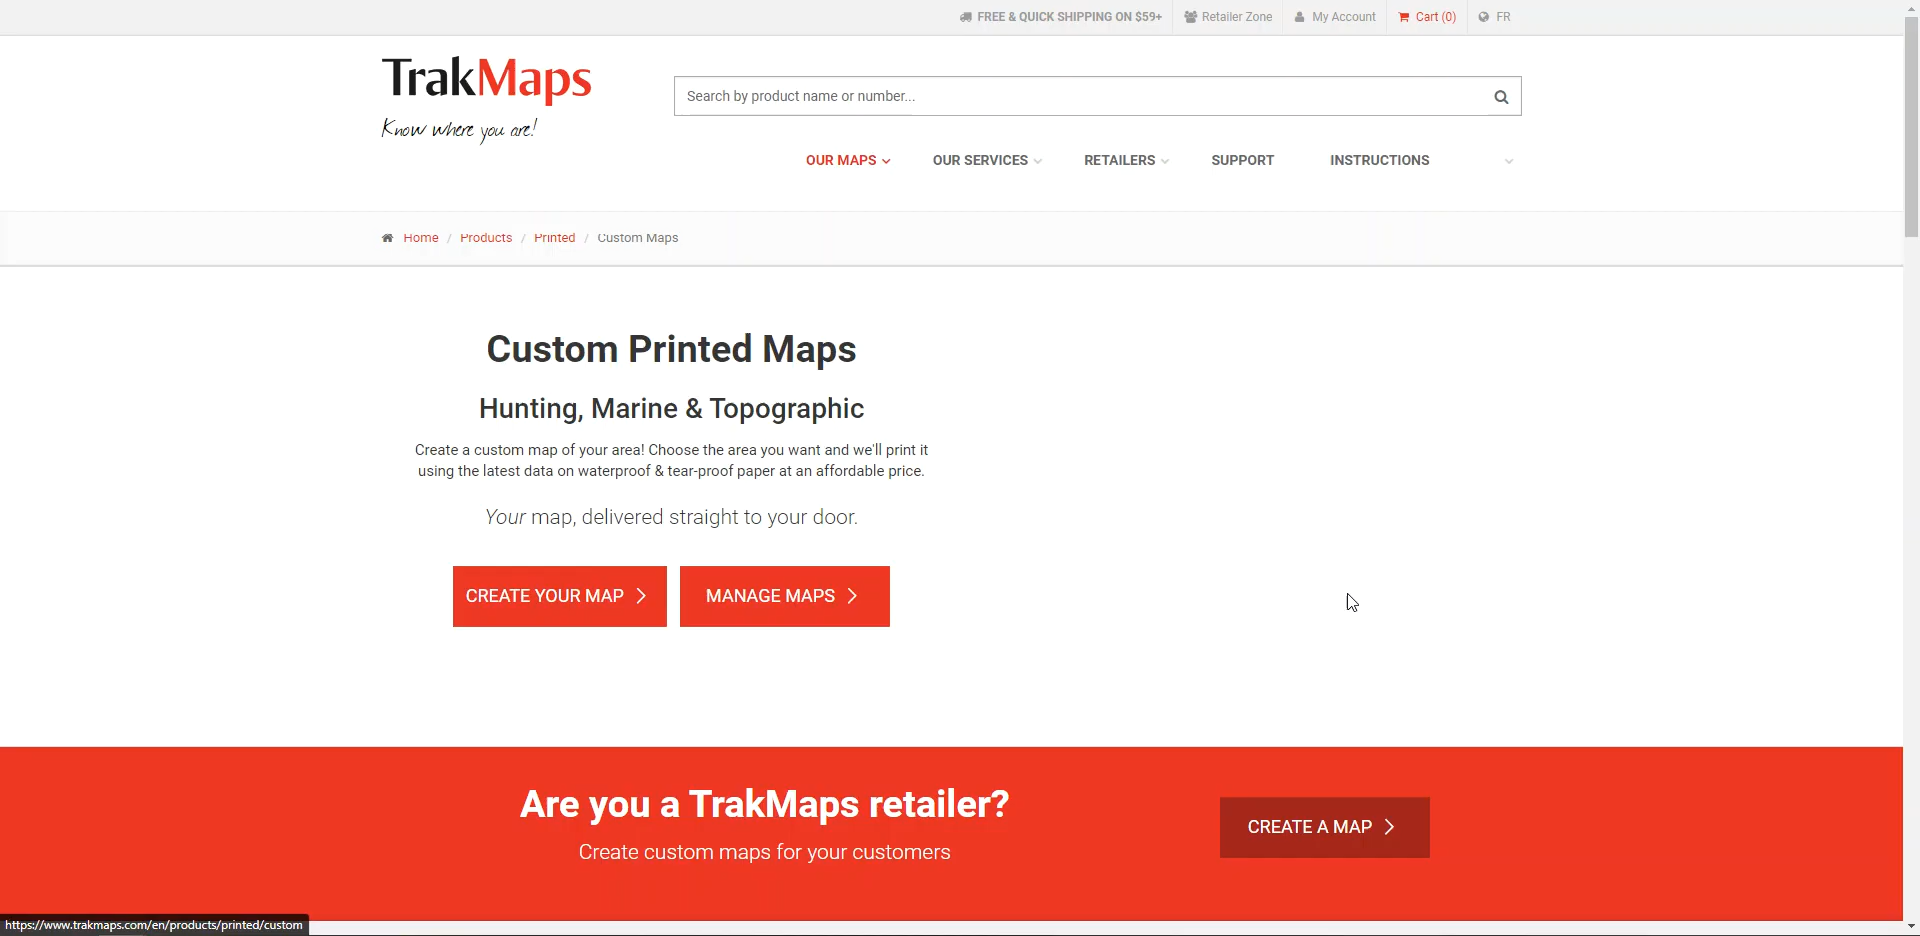 FREE & QUICK SHIPPING ON $59+ Retailer Zone My Account Cart (0) FR
TrakMaps
Know where you are!
Search by product name or number...
OUR MAPS OUR SERVICES RETAILERS SUPPORT INSTRUCTIONS
Home / Products / Printed / Custom Maps
Custom Printed Maps
Hunting, Marine & Topographic
Create a custom map of your area! Choose the area you want and we'll print it
using the latest data on waterproof & tear-proof paper at an affordable price.
Your map, delivered straight to your door.
CREATE YOUR MAP MANAGE MAPS
Are you a TrakMaps retailer?
Create custom maps for your customers
CREATE A MAP
https://www.trakmaps.com/en/products/printed/custom